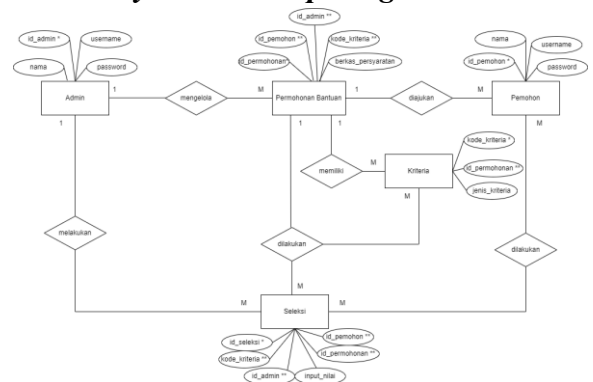 id_admin **
id_admin *
username
id_pemohon **
kode_kriteria **
nama
username
nama
password
id_permohonan*
berkas_persyaratan
id_pemohon *
password
Admin
1
mengelola
M
Permohonan Bantuan
1
diajukan
M
Pemohon
1
1
1
M
kode_kriteria *
memiliki
M
Kriteria
id_permohonan **
M
jenis_kriteria
melakukan
dilakukan
dilakukan
M
M
M
Seleksi
id_seleksi *
id_pemohon **
kode_kriteria **
id_permohonan **
id_admin **
input_nilai